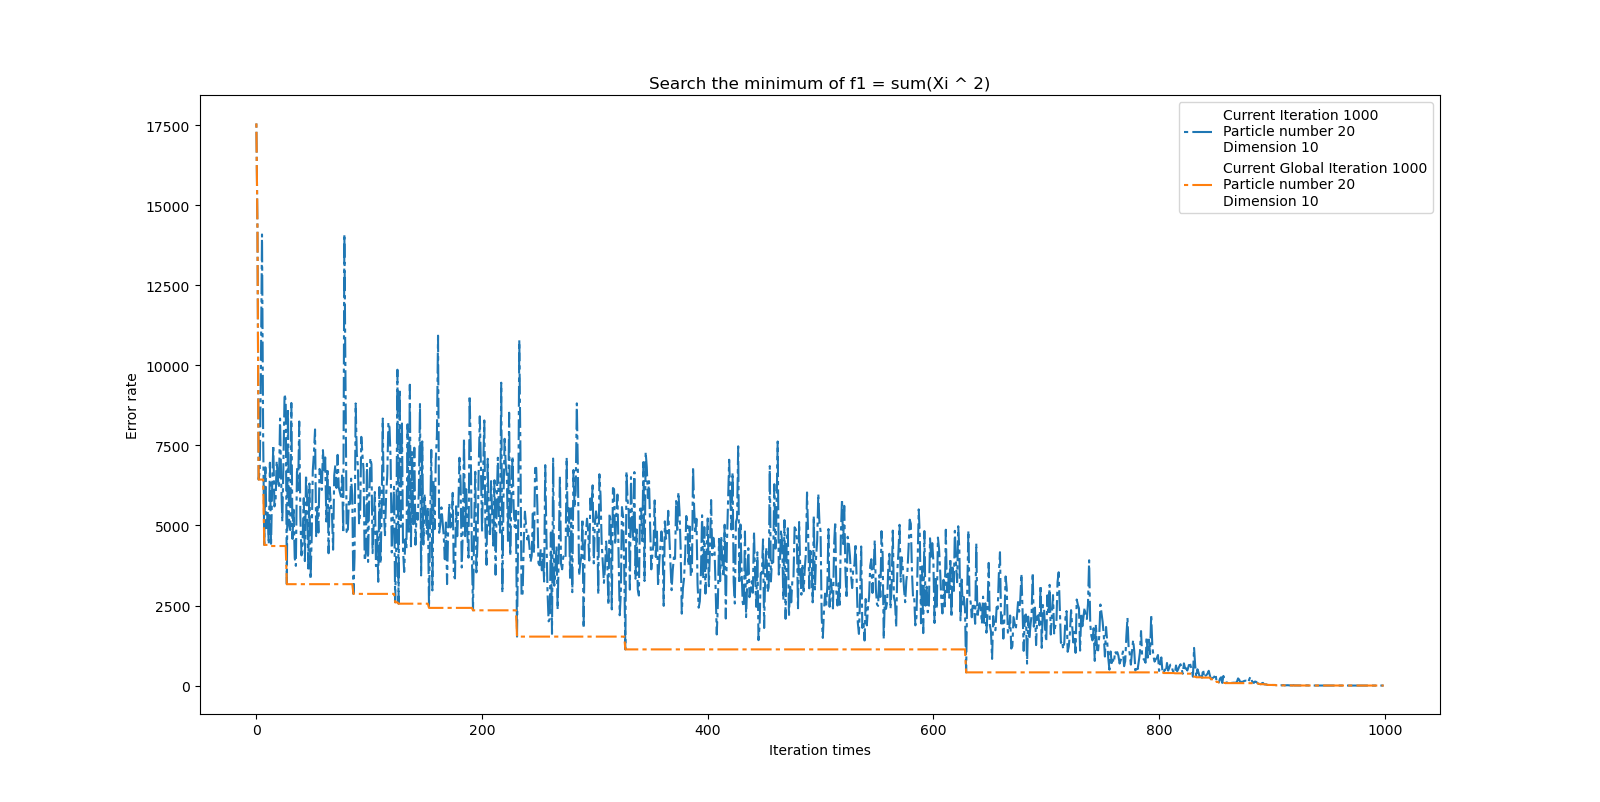 Search the minimum of f1 = sum(Xi ^ 2)
Current Iteration 1000
Particle number 20
Dimension 10
Current Global Iteration 1000
Particle number 20
Dimension 10
17500
15000
12500
10000
7500
5000
2500
0
Error rate
0 200 400 600 800 1000
Iteration times